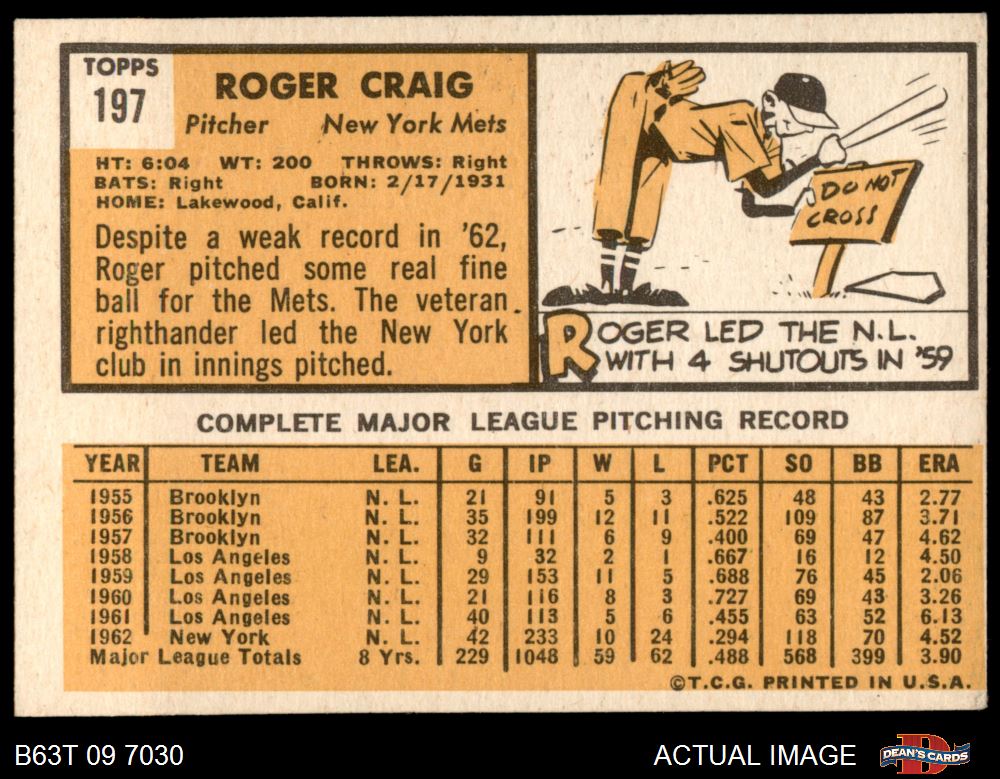 TOPPS
197
ROGER CRAIG
Pitcher New York Mets
HT: 6:04 WT: 200 THROWS: Right
BATS: Right BORN: 2/17/1931
HOME: Lakewood, Calif.
Despite a weak record in '62,
Roger pitched some real fine
ball for the Mets. The veteran
righthander led the New York
club in innings pitched.
DO NOT
CROSS
ROGER LED THE N.L.
WITH 4 SHUTOUTS IN '59
COMPLETE MAJOR LEAGUE PITCHING RECORD
YEAR TEAM LEA. G IP W L PCT SO BB ERA
1955 Brooklyn N. L. 21 91 5 3 .625 48 43 2.77
1956 Brooklyn N. L. 35 199 12 11 .522 109 87 3.71
1957 Brooklyn N. L. 32 111 6 9 .400 69 47 4.62
1958 Los Angeles N. L. 9 32 2 1 .667 16 12 4.50
1959 Los Angeles N. L. 29 153 11 5 .688 76 45 2.06
1960 Los Angeles N. L. 21 116 8 3 .727 69 43 3.26
1961 Los Angeles N. L. 40 113 5 6 .455 63 52 6.13
1962 New York N. L. 42 233 10 24 .294 118 70 4.52
Major League Totals 8 Yrs. 229 1048 59 62 .488 568 399 3.90
©T.C.G. PRINTED IN U.S.A.
B63T 09 7030 ACTUAL IMAGE DEAN'S CARDS